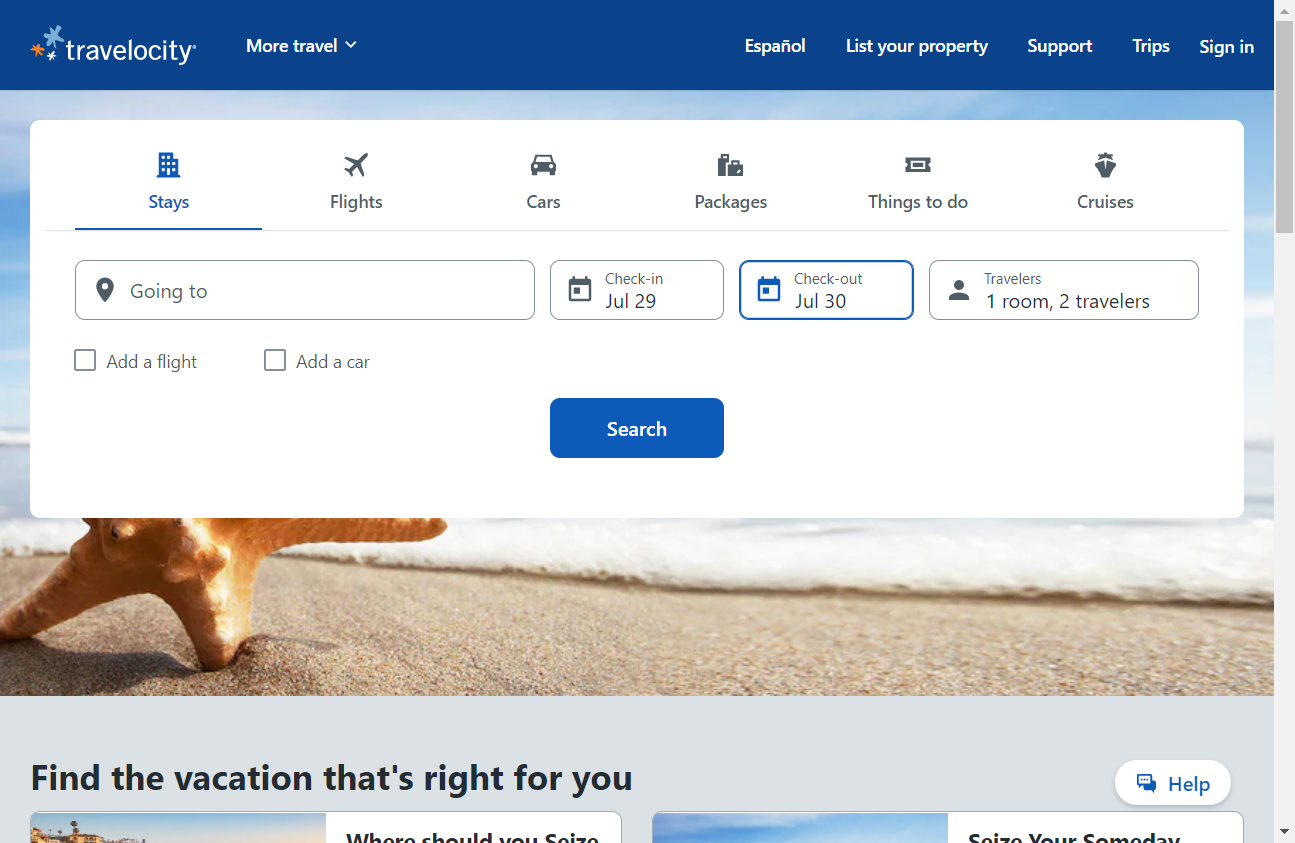 travelocity
More travel
Español
List your property
Support
Trips
Sign in
Stays
Flights
Cars
Packages
Things to do
Cruises
Going to
Check-in
Jul 29
Check-out
Jul 30
Travelers
1 room, 2 travelers
Add a flight
Add a car
Search
Find the vacation that's right for you
Help
Where should you Seize
Seize Your Someday